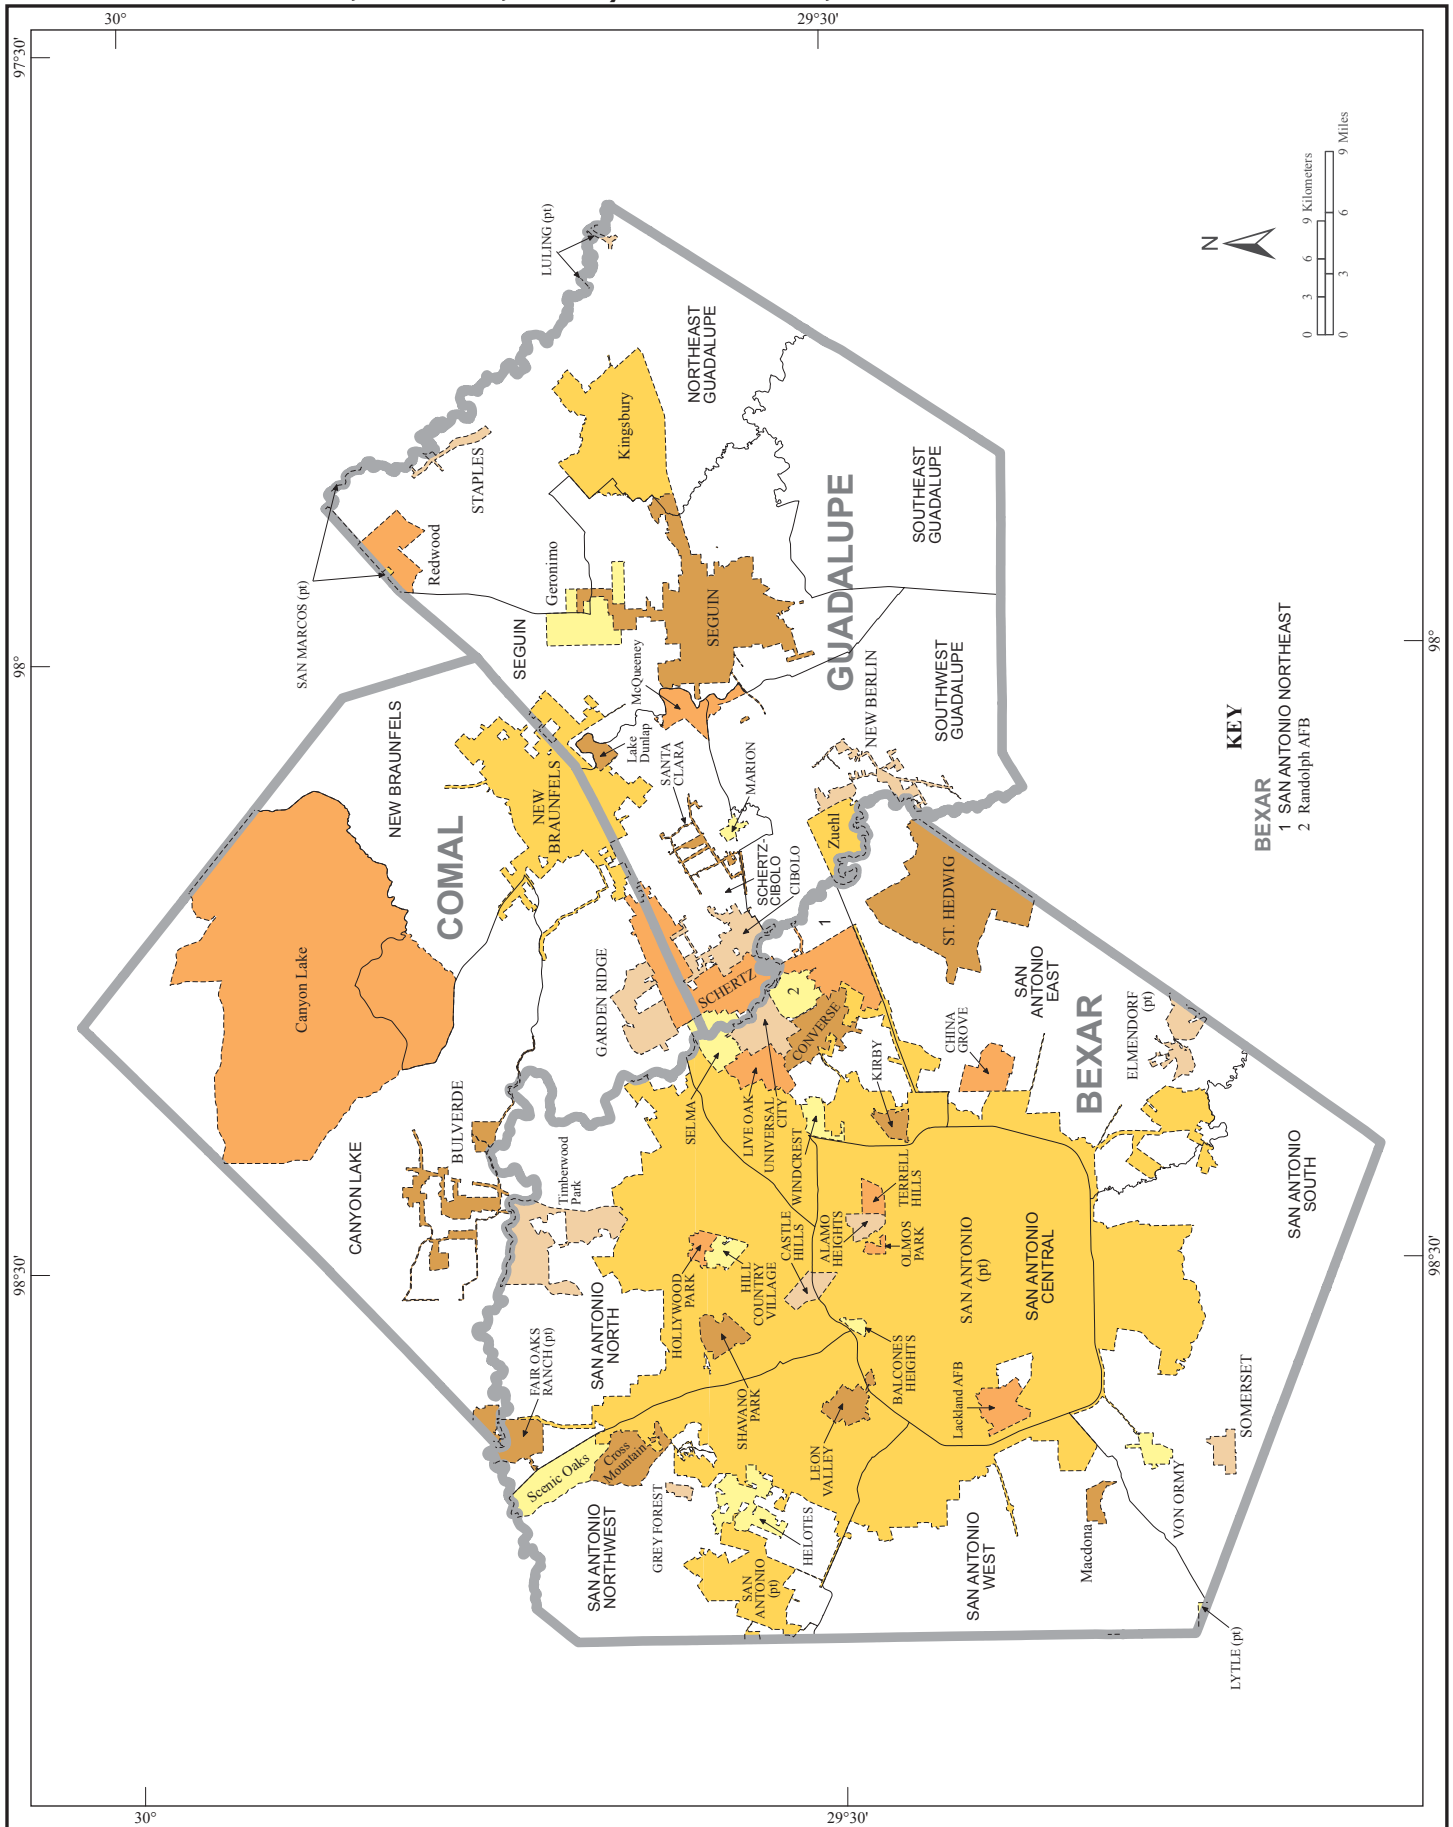 30°
29°30'
97°30'
98°
98°30'
30°
29°30'
98°
98°30'
LULING (pt)
SAN MARCOS (pt)
STAPLES
Redwood
Kingsbury
NORTHEAST
GUADALUPE
SOUTHEAST
GUADALUPE
GUADALUPE
Geronimo
SEGUIN
SEGUIN
McQueeney
Lake
Dunlap
SANTA
CLARA
MARION
NEW BERLIN
SOUTHWEST
GUADALUPE
SCHERTZ-
CIBOLO
CIBOLO
Zuehl
SCHERTZ
NEW BRAUNFELS
COMAL
NEW
BRAUNFELS
Canyon Lake
CANYON LAKE
GARDEN RIDGE
BULVERDE
Timberwood
Park
FAIR OAKS
RANCH (pt)
SAN ANTONIO
NORTH
Scenic Oaks
Cross
Mountain
SAN ANTONIO
NORTHWEST
GREY FOREST
HELOTES
SAN
ANTONIO
(pt)
SHAVANO
PARK
HOLLYWOOD
PARK
HILL
COUNTRY
VILLAGE
CASTLE
HILLS
ALAMO
HEIGHTS
OLMOS
PARK
TERRELL
HILLS
WINDCREST
UNIVERSAL
CITY
LIVE OAK
SELMA
CONVERSE
KIRBY
1
2
ST. HEDWIG
SAN
ANTONIO
EAST
CHINA
GROVE
BEXAR
ELMENDORF
(pt)
SAN ANTONIO
(pt)
SAN ANTONIO
CENTRAL
SAN ANTONIO
SOUTH
BALCONES
HEIGHTS
LEON
VALLEY
Lackland AFB
SAN ANTONIO
WEST
Macdona
VON ORMY
SOMERSET
LYTLE (pt)
KEY
BEXAR
1 SAN ANTONIO NORTHEAST
2 Randolph AFB
N
0 3 6 9 Kilometers
0 3 6 9 Miles